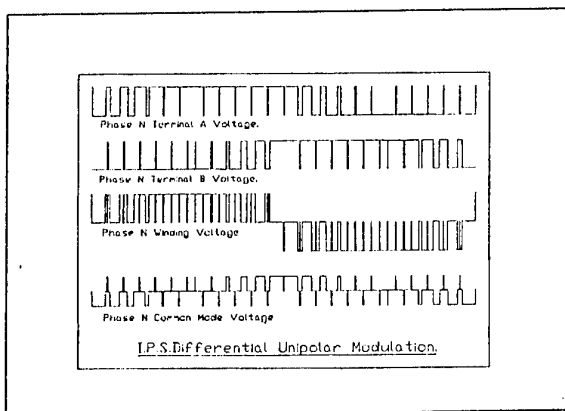 Phase N Terminal A Voltage.
Phase N Terminal B Voltage.
Phase N Winding Voltage
Phase N Common Mode Voltage
I.P.S.Differential Unipolar Modulation.